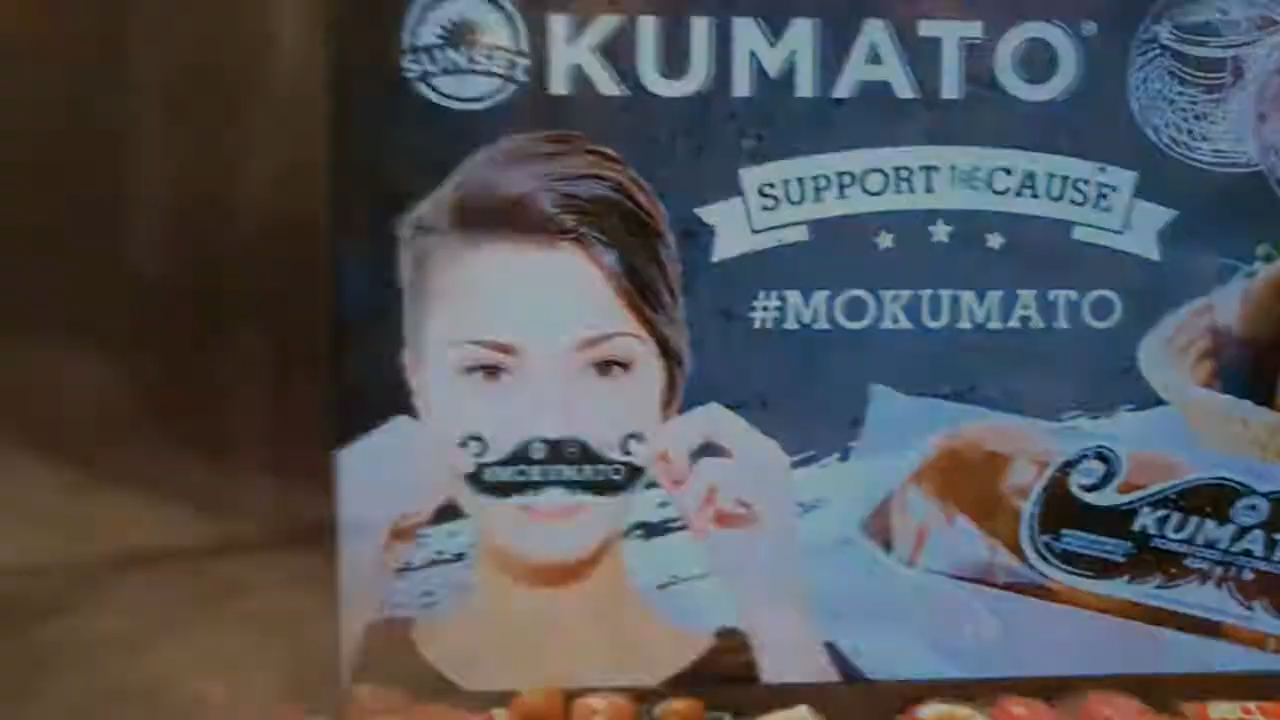 SUNSET KUMATO®
SUPPORT THE CAUSE
#MOKUMATO
#MOKUMATO
KUMAT